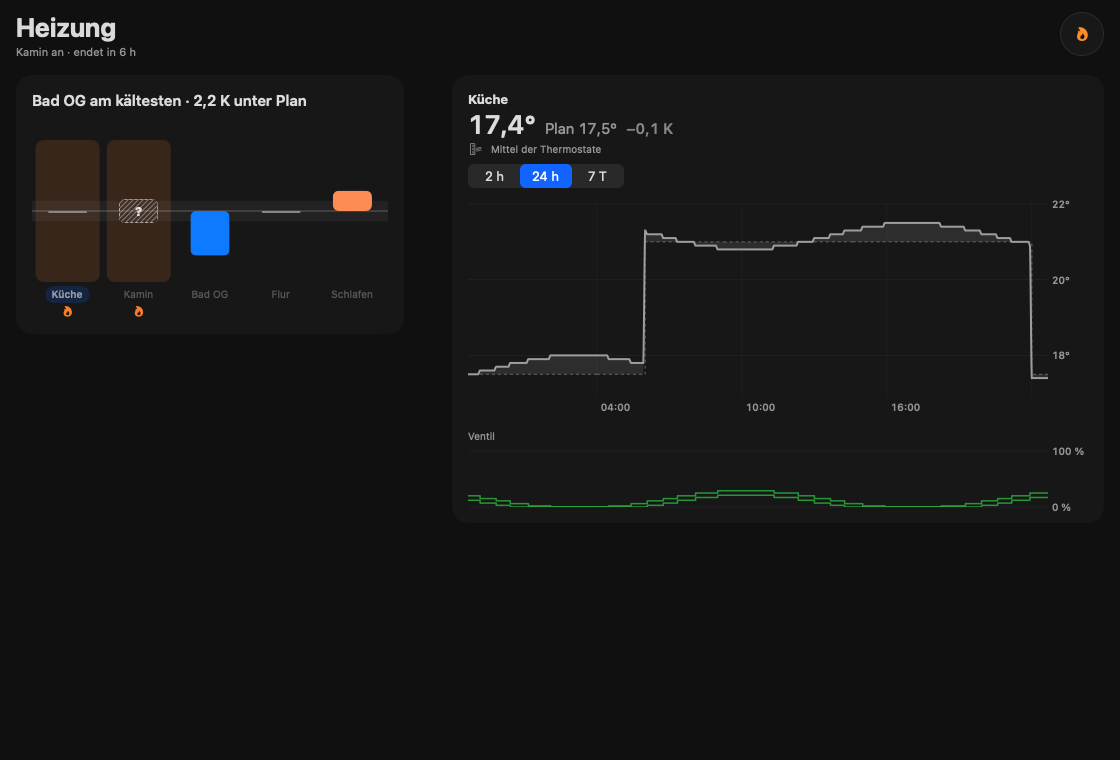 Heizung
Kamin an · endet in 6 h
Bad OG am kältesten · 2,2 K unter Plan
?
Küche Kamin Bad OG Flur Schlafen
Küche
17,4° Plan 17,5° −0,1 K
Mittel der Thermostate
2 h 24 h 7 T
22°
20°
18°
04:00 10:00 16:00
Ventil
100 %
0 %